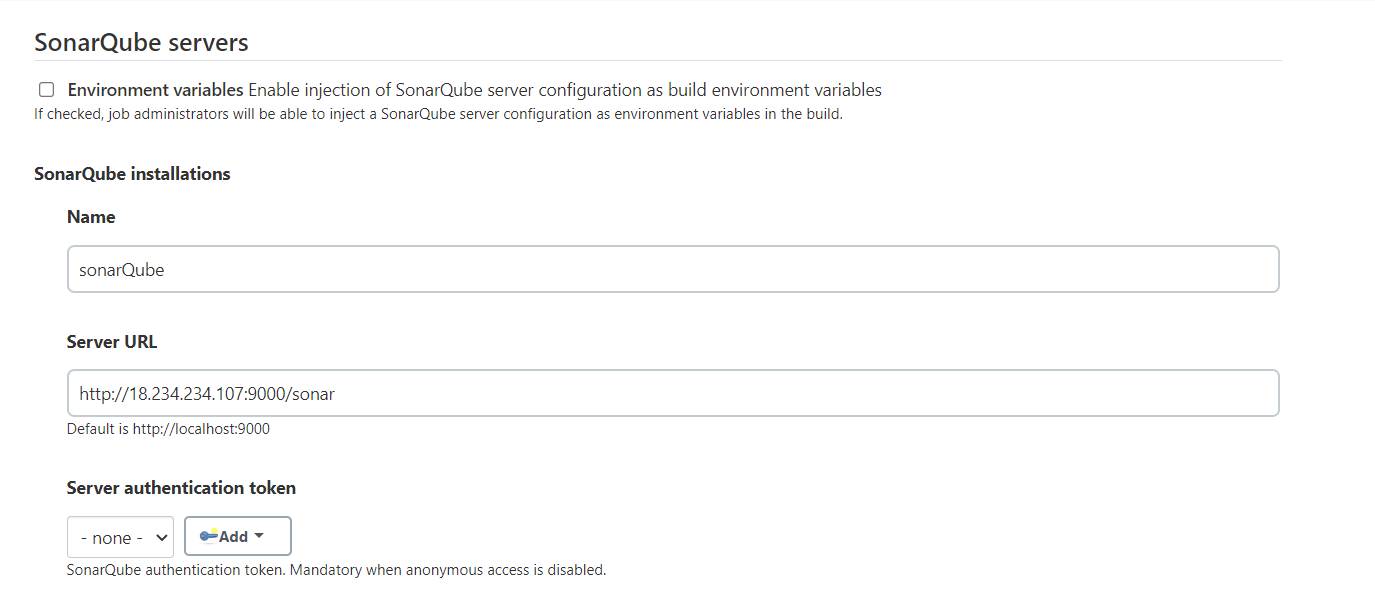 SonarQube servers
Environment variables Enable injection of SonarQube server configuration as build environment variables
If checked, job administrators will be able to inject a SonarQube server configuration as environment variables in the build.
SonarQube installations
Name
sonarQube
Server URL
http://18.234.234.107:9000/sonar
Default is http://localhost:9000
Server authentication token
- none - Add
SonarQube authentication token. Mandatory when anonymous access is disabled.